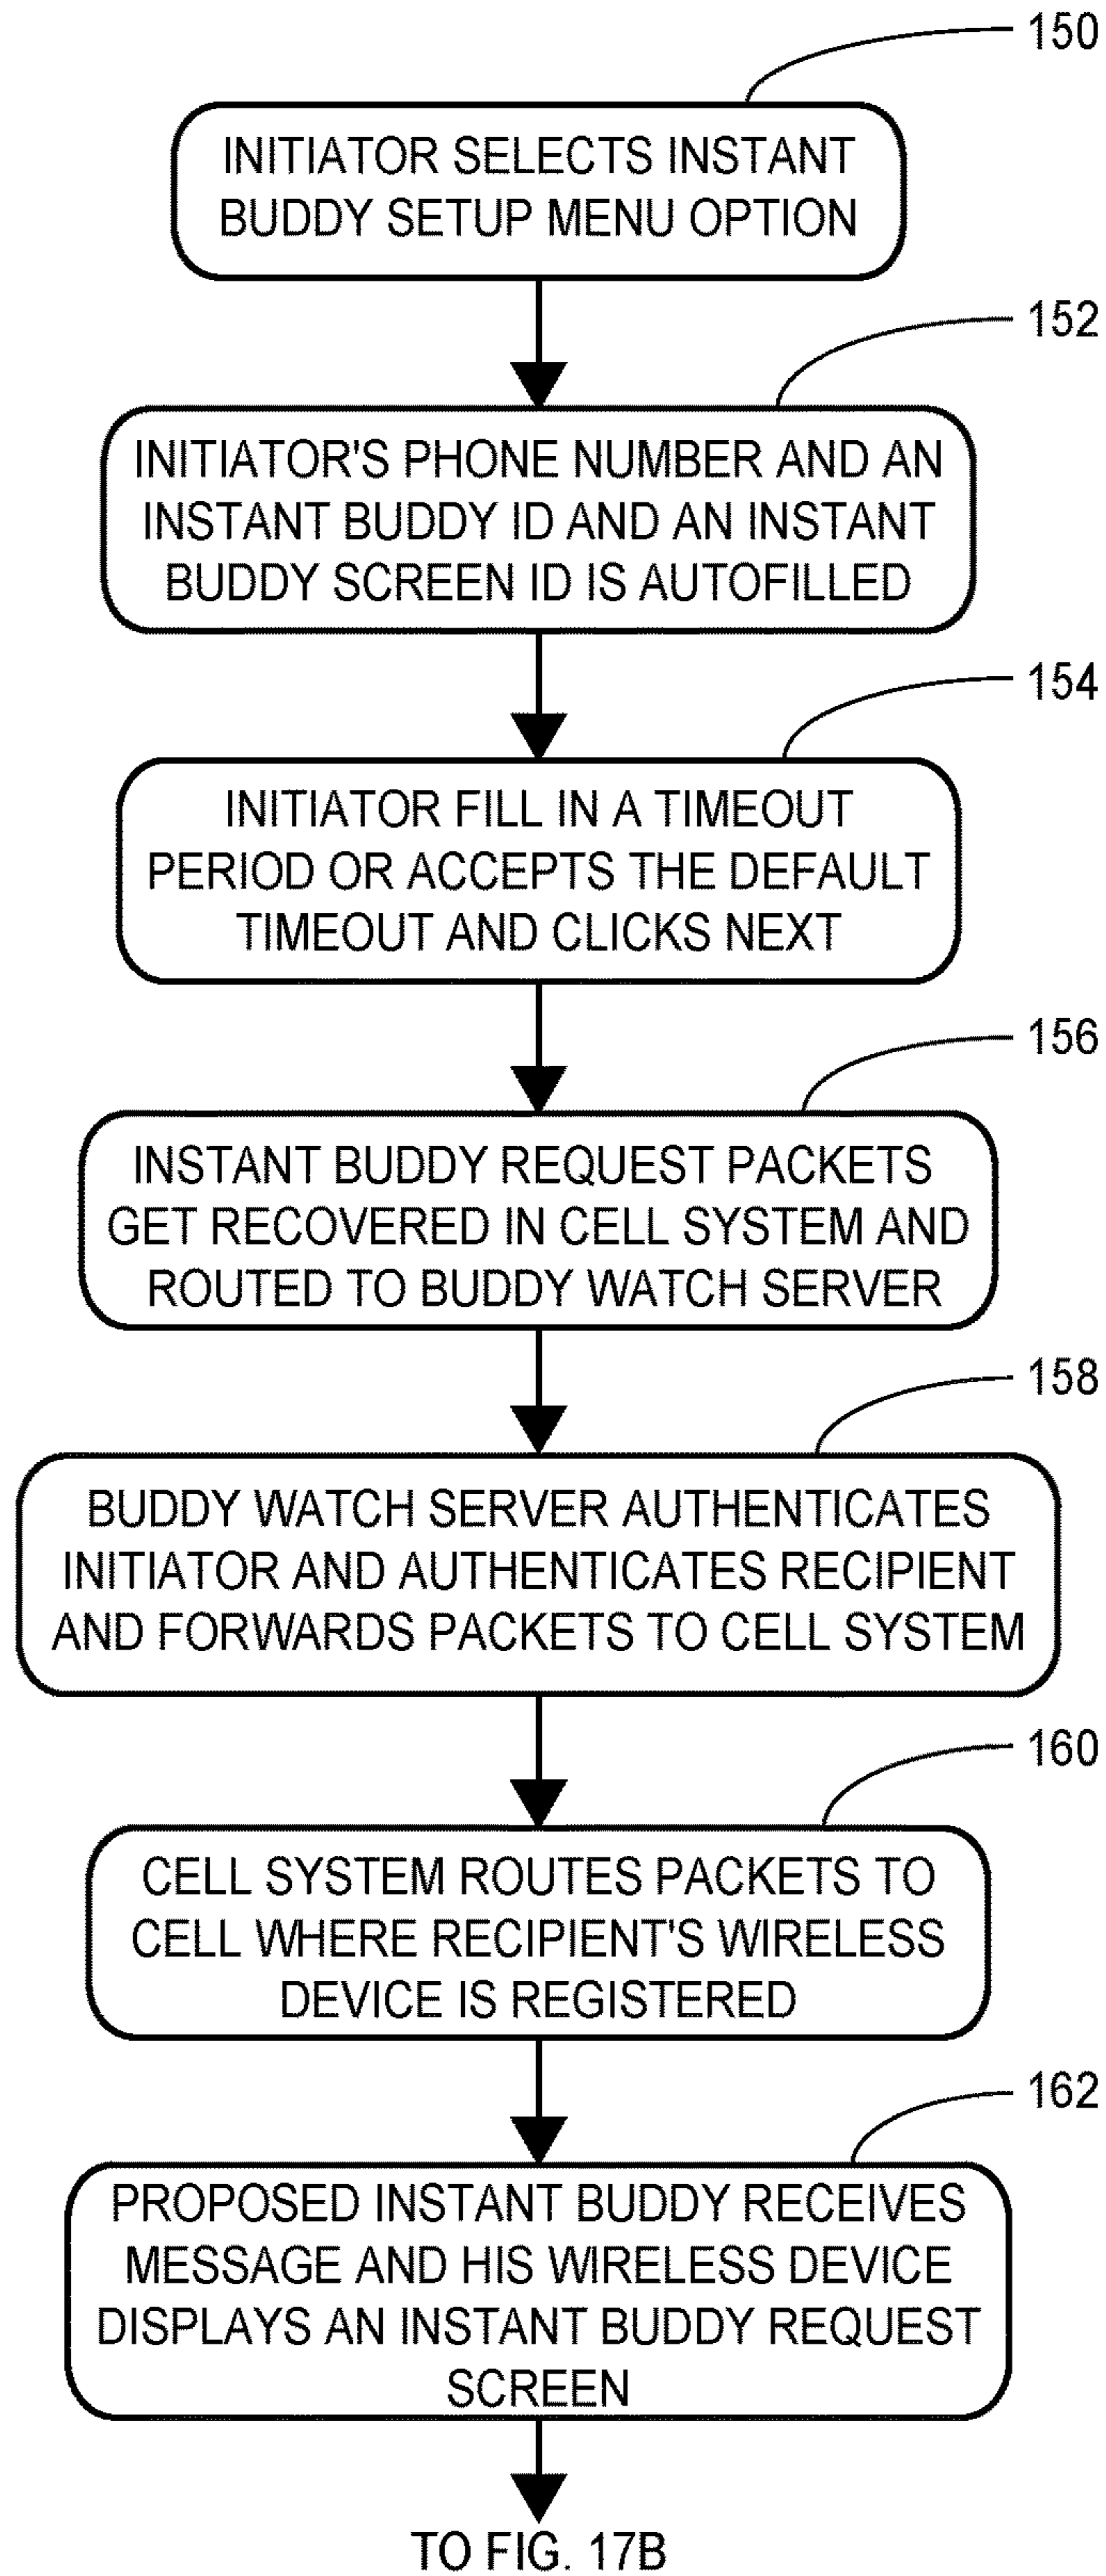 150
INITIATOR SELECTS INSTANT
BUDDY SETUP MENU OPTION
152
INITIATOR'S PHONE NUMBER AND AN
INSTANT BUDDY ID AND AN INSTANT
BUDDY SCREEN ID IS AUTOFILLED
154
INITIATOR FILL IN A TIMEOUT
PERIOD OR ACCEPTS THE DEFAULT
TIMEOUT AND CLICKS NEXT
156
INSTANT BUDDY REQUEST PACKETS
GET RECOVERED IN CELL SYSTEM AND
ROUTED TO BUDDY WATCH SERVER
158
BUDDY WATCH SERVER AUTHENTICATES
INITIATOR AND AUTHENTICATES RECIPIENT
AND FORWARDS PACKETS TO CELL SYSTEM
160
CELL SYSTEM ROUTES PACKETS TO
CELL WHERE RECIPIENT'S WIRELESS
DEVICE IS REGISTERED
162
PROPOSED INSTANT BUDDY RECEIVES
MESSAGE AND HIS WIRELESS DEVICE
DISPLAYS AN INSTANT BUDDY REQUEST
SCREEN
TO FIG. 17B